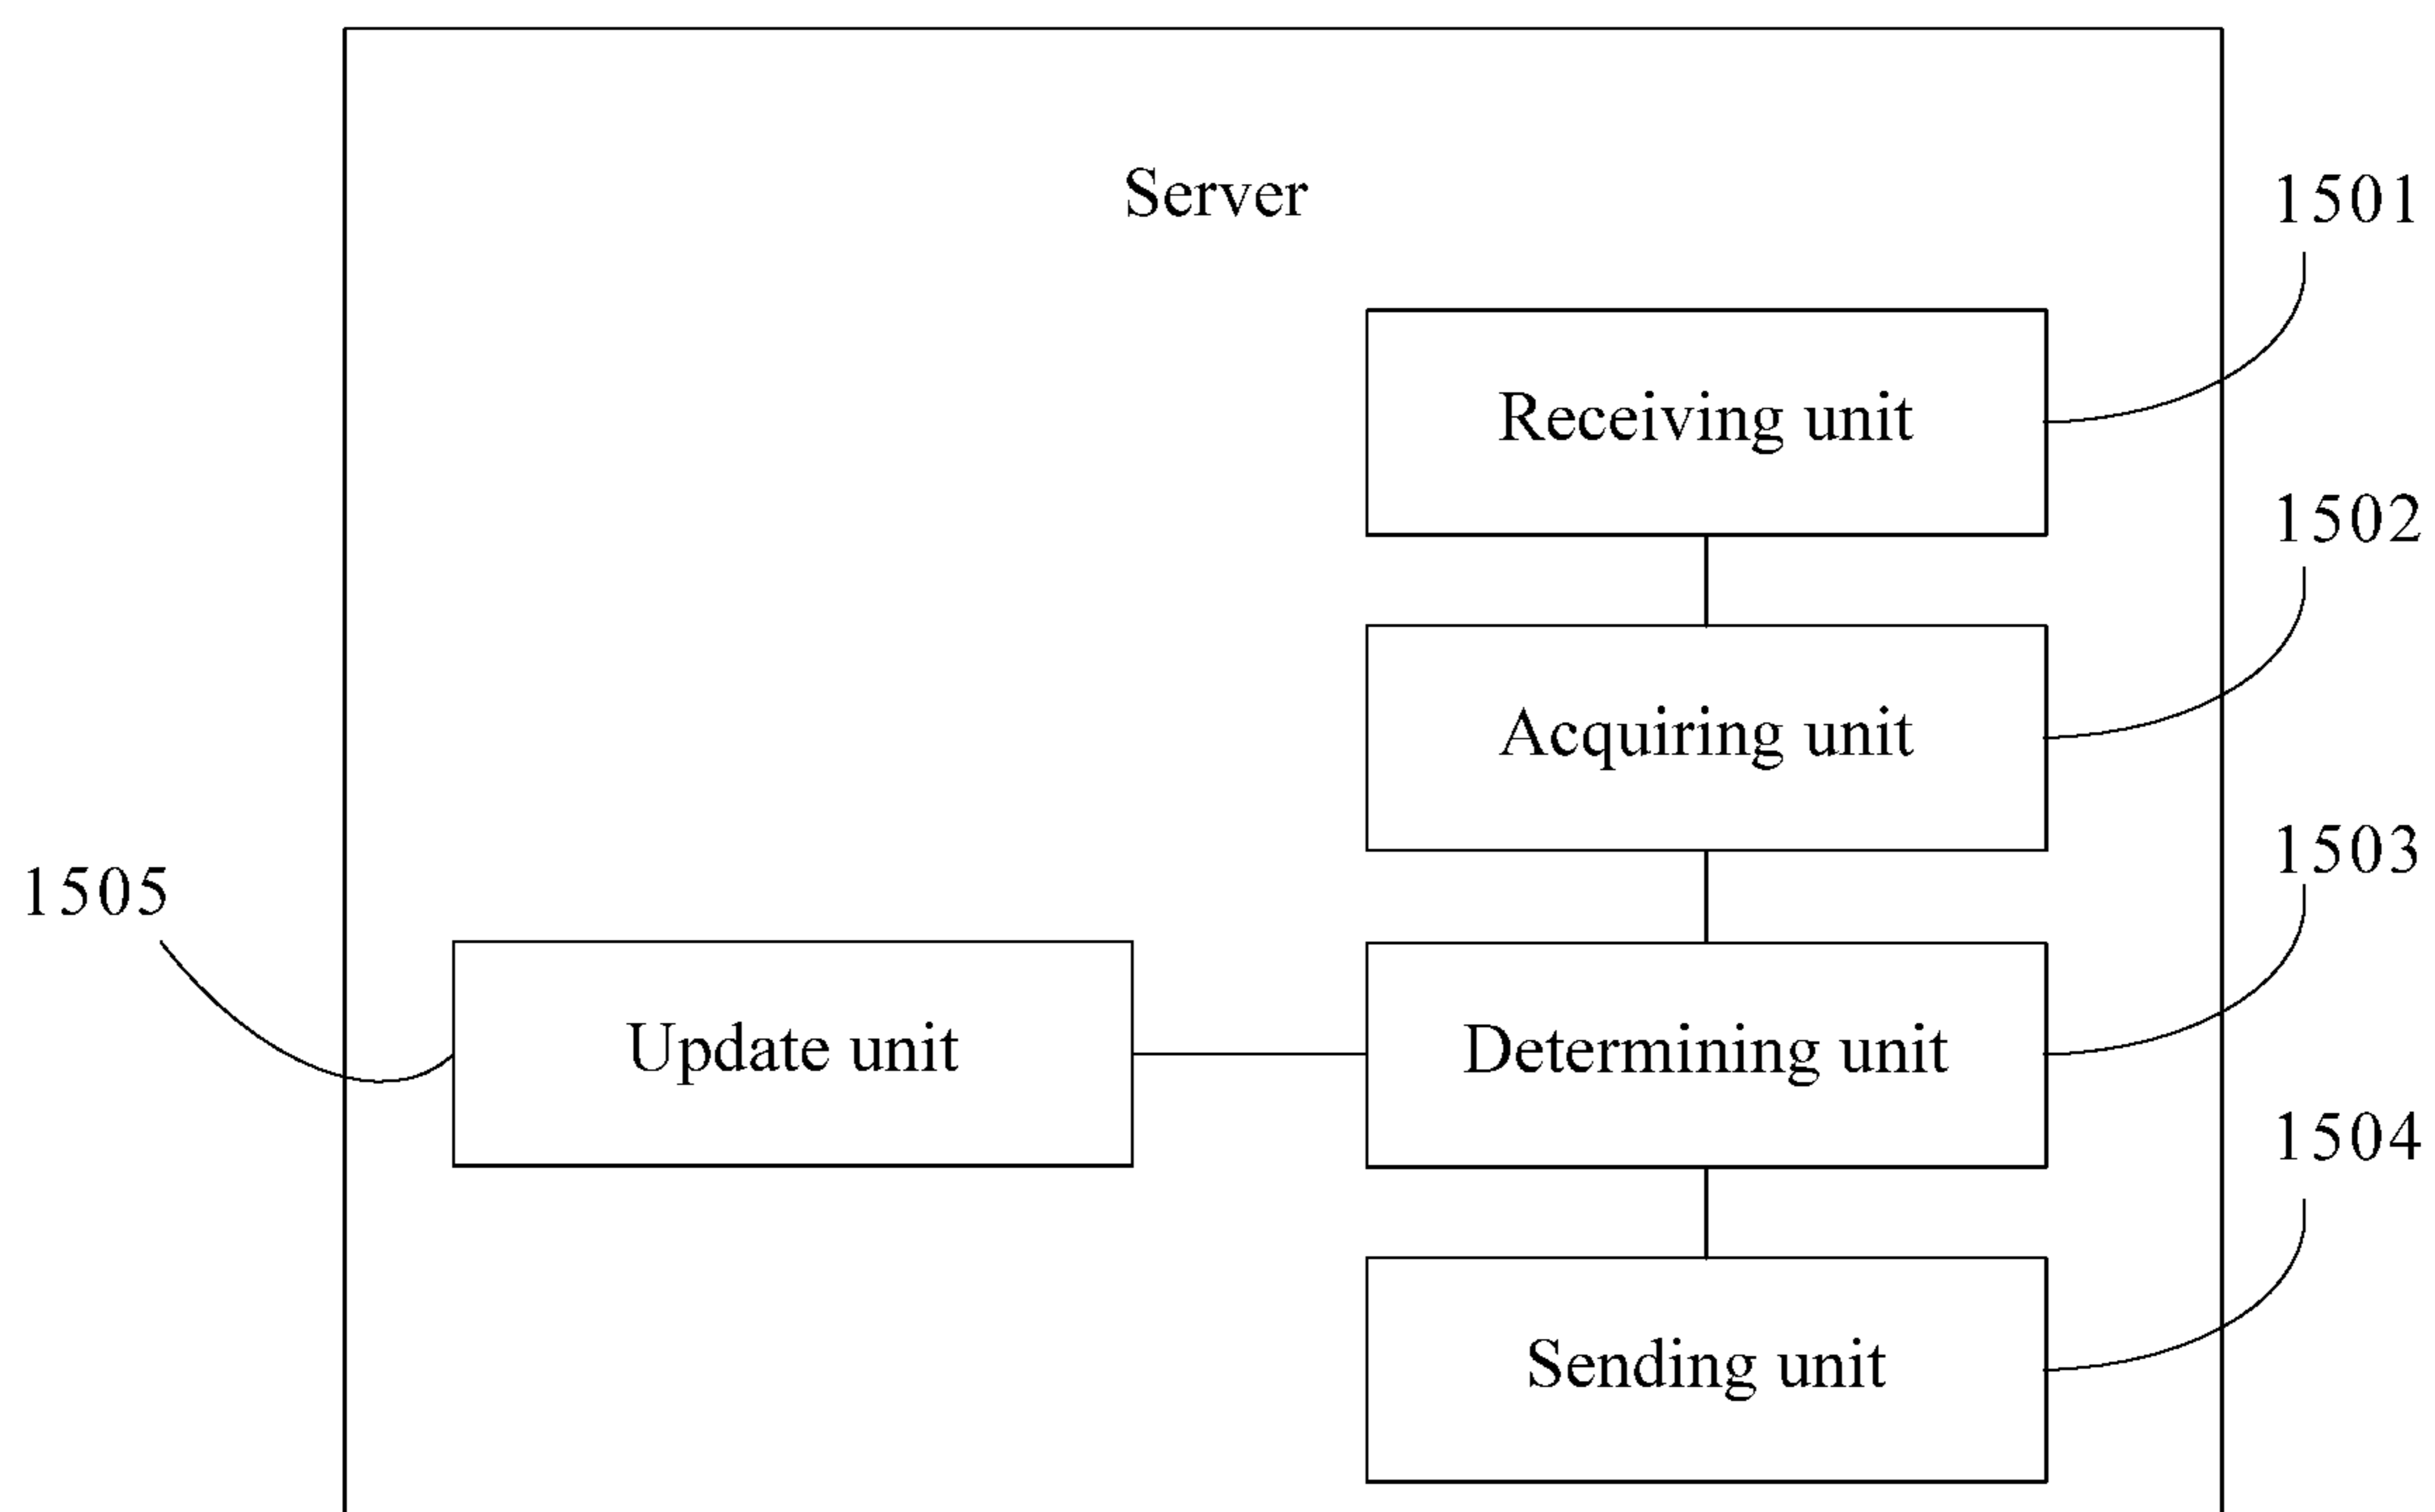 Server
1501
Receiving unit
1502
Acquiring unit
1503
1505
Update unit
Determining unit
1504
Sending unit